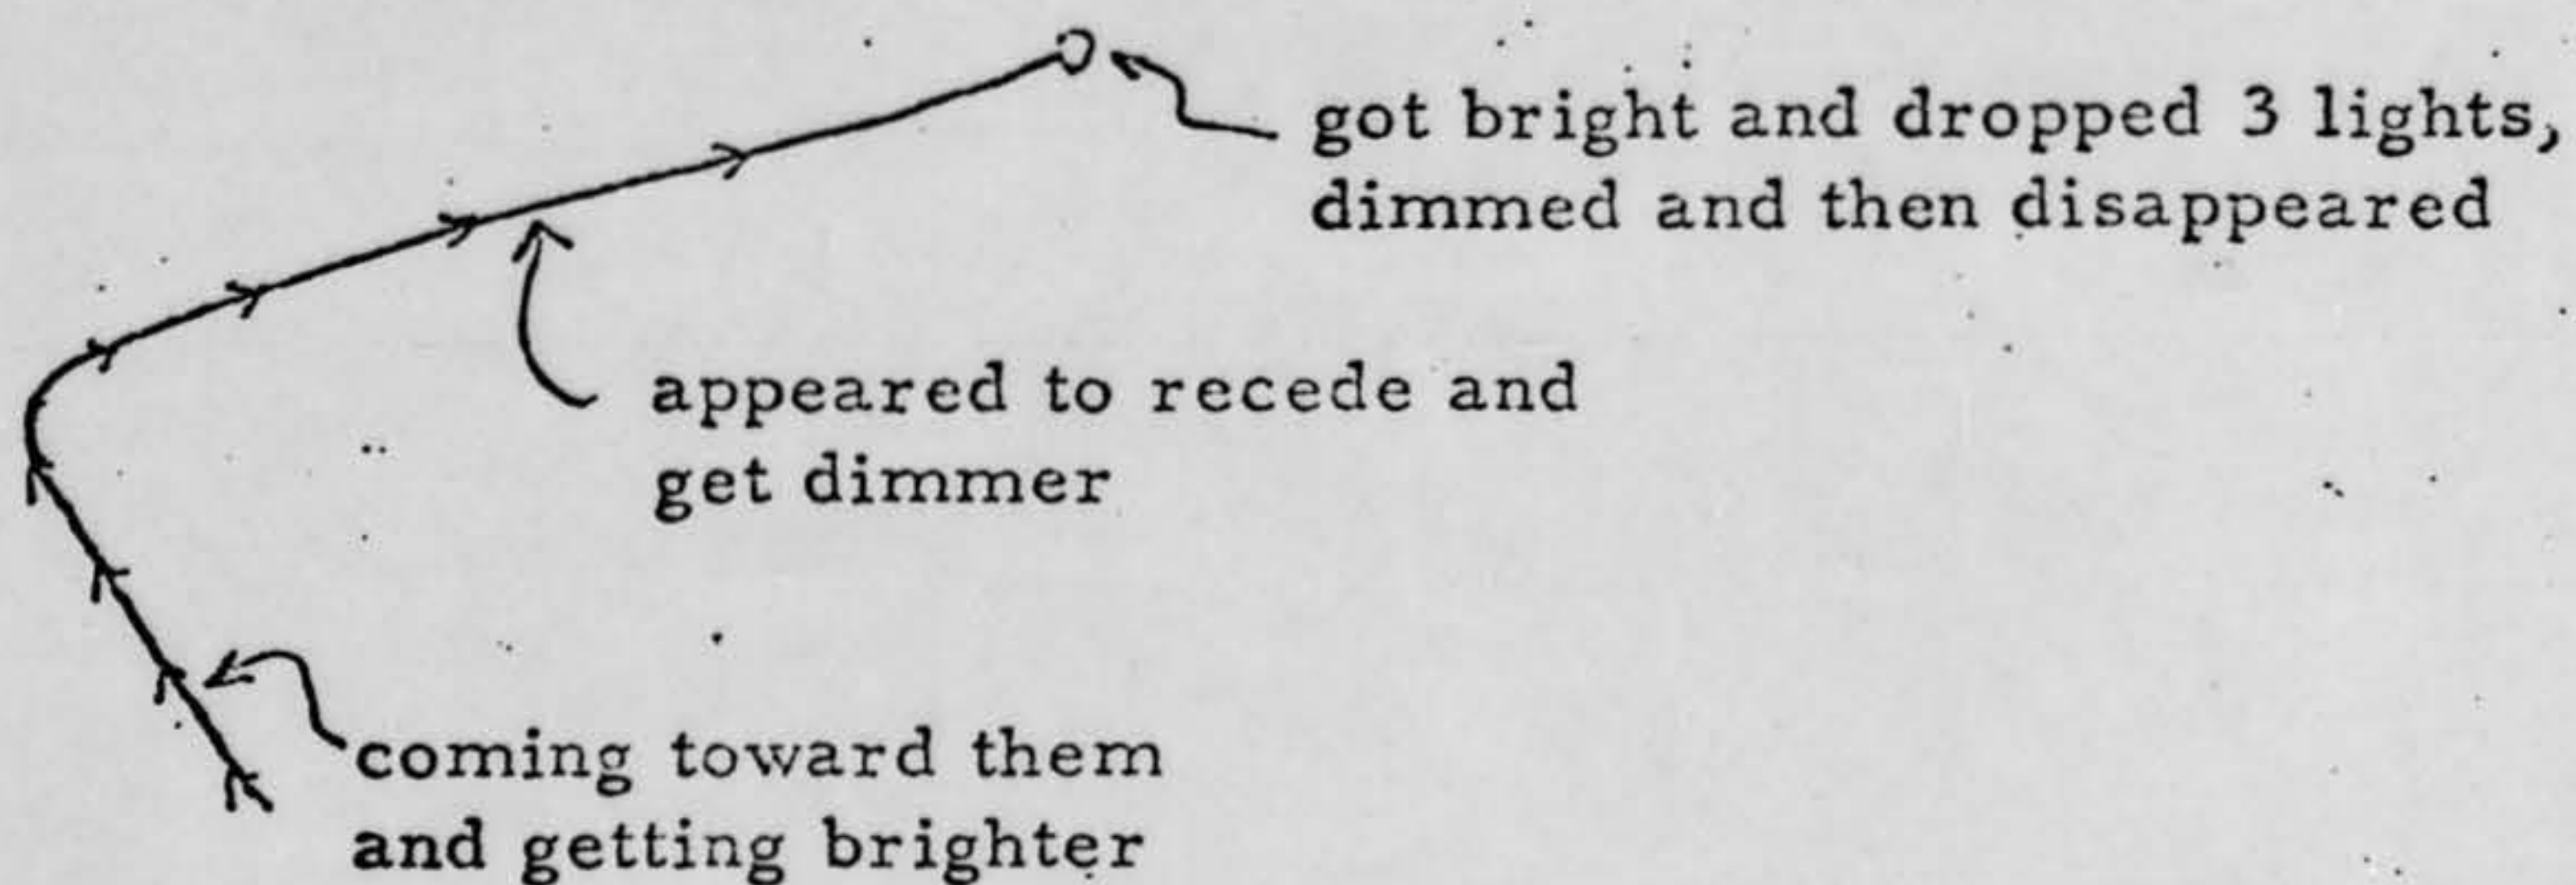 got bright and dropped 3 lights,
dimmed and then disappeared
appeared to recede and
get dimmer
coming toward them
and getting brighter